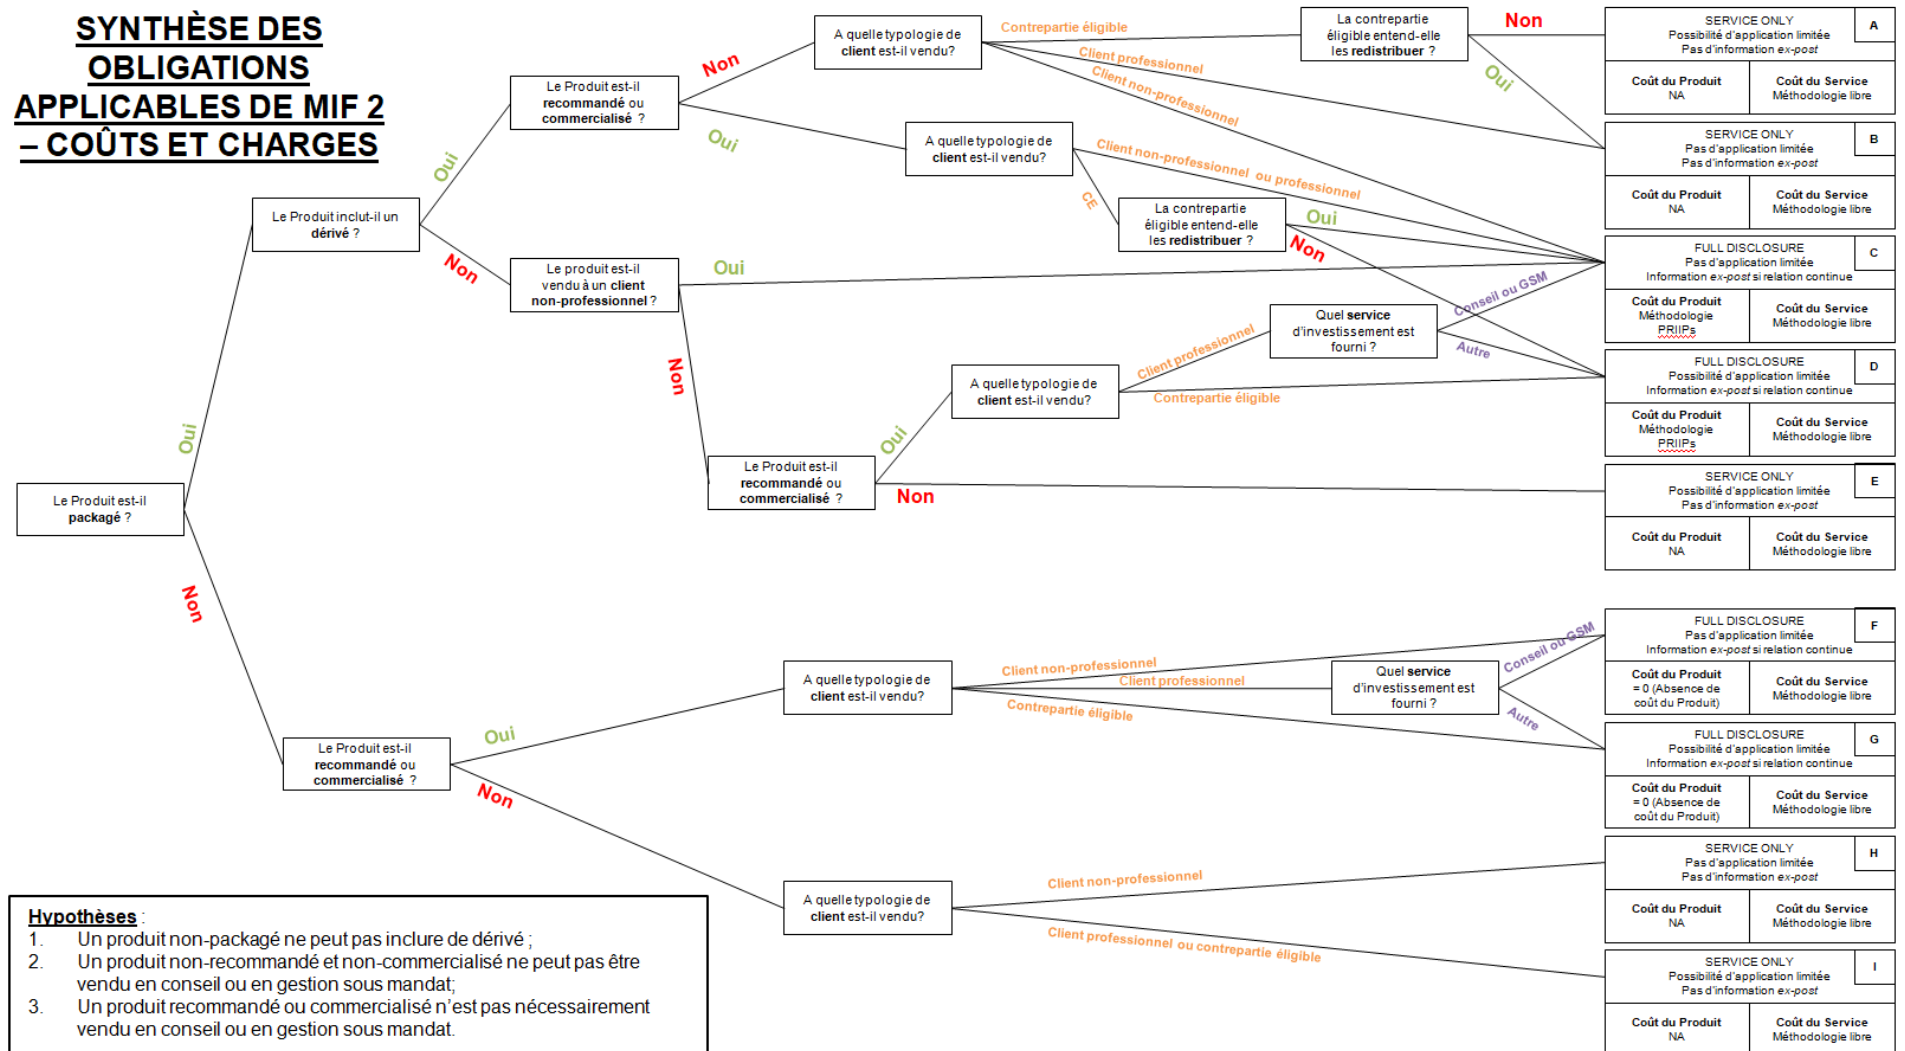 SYNTHÈSE DES
OBLIGATIONS
APPLICABLES DE MIF 2
– COÛTS ET CHARGES
Le Produit est-il
packagé ?
Oui
Non
Le Produit inclut-il un
dérivé ?
Oui
Non
Le Produit est-il
recommandé ou
commercialisé ?
Non
Oui
A quelle typologie de
client est-il vendu?
Contrepartie éligible
Client professionnel
Client non-professionnel
La contrepartie
éligible entend-elle
les redistribuer ?
Non
Oui
A quelle typologie de
client est-il vendu?
Client non-professionnel ou professionnel
CE
La contrepartie
éligible entend-elle
les redistribuer ?
Oui
Non
Le produit est-il
vendu à un client
non-professionnel ?
Oui
Non
Quel service
d'investissement est
fourni ?
Conseil ou GSM
Autre
A quelle typologie de
client est-il vendu?
Client professionnel
Contrepartie éligible
Le Produit est-il
recommandé ou
commercialisé ?
Oui
Non
Le Produit est-il
recommandé ou
commercialisé ?
Oui
Non
A quelle typologie de
client est-il vendu?
Client non-professionnel
Client professionnel
Contrepartie éligible
Quel service
d'investissement est
fourni ?
Conseil ou GSM
Autre
A quelle typologie de
client est-il vendu?
Client non-professionnel
Client professionnel ou contrepartie éligible
SERVICE ONLY
A
Possibilité d'application limitée
Pas d'information ex-post
Coût du Produit
NA
Coût du Service
Méthodologie libre
SERVICE ONLY
B
Pas d'application limitée
Pas d'information ex-post
Coût du Produit
NA
Coût du Service
Méthodologie libre
FULL DISCLOSURE
C
Pas d'application limitée
Information ex-post si relation continue
Coût du Produit
Méthodologie
PRIIPs
Coût du Service
Méthodologie libre
FULL DISCLOSURE
D
Possibilité d'application limitée
Information ex-post si relation continue
Coût du Produit
Méthodologie
PRIIPs
Coût du Service
Méthodologie libre
SERVICE ONLY
E
Possibilité d'application limitée
Pas d'information ex-post
Coût du Produit
NA
Coût du Service
Méthodologie libre
FULL DISCLOSURE
F
Pas d'application limitée
Information ex-post si relation continue
Coût du Produit
= 0 (Absence de
coût du Produit)
Coût du Service
Méthodologie libre
FULL DISCLOSURE
G
Possibilité d'application limitée
Information ex-post si relation continue
Coût du Produit
= 0 (Absence de
coût du Produit)
Coût du Service
Méthodologie libre
SERVICE ONLY
H
Pas d'application limitée
Pas d'information ex-post
Coût du Produit
NA
Coût du Service
Méthodologie libre
SERVICE ONLY
I
Possibilité d'application limitée
Pas d'information ex-post
Coût du Produit
NA
Coût du Service
Méthodologie libre
Hypothèses :
1. Un produit non-packagé ne peut pas inclure de dérivé ;
2. Un produit non-recommandé et non-commercialisé ne peut pas être
vendu en conseil ou en gestion sous mandat;
3. Un produit recommandé ou commercialisé n'est pas nécessairement
vendu en conseil ou en gestion sous mandat.